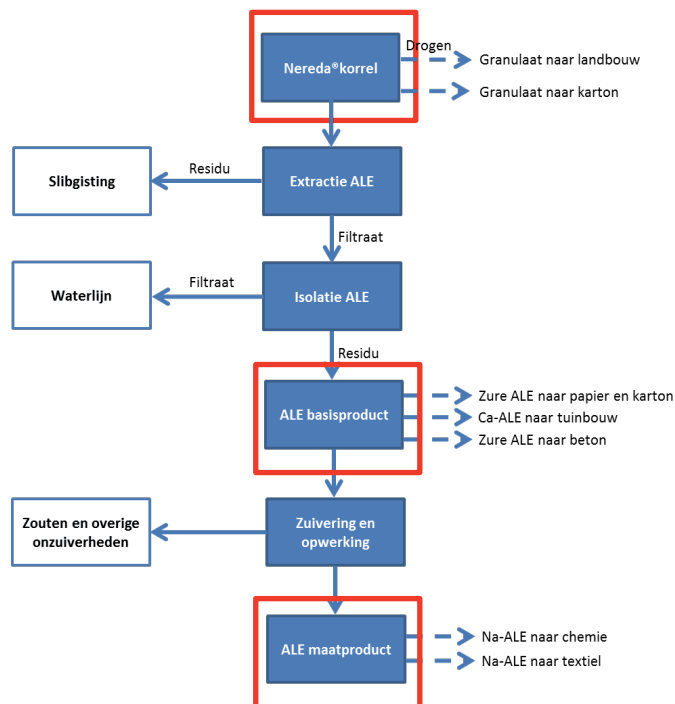 Drogen
Nereda®korrel
Granulaat naar landbouw
Granulaat naar karton
Slibgisting
Residu
Extractie ALE
Filtraat
Waterlijn
Filtraat
Isolatie ALE
Residu
ALE basisproduct
Zure ALE naar papier en karton
Ca-ALE naar tuinbouw
Zure ALE naar beton
Zouten en overige
onzuiverheden
Zuivering en
opwerking
ALE maatproduct
Na-ALE naar chemie
Na-ALE naar textiel